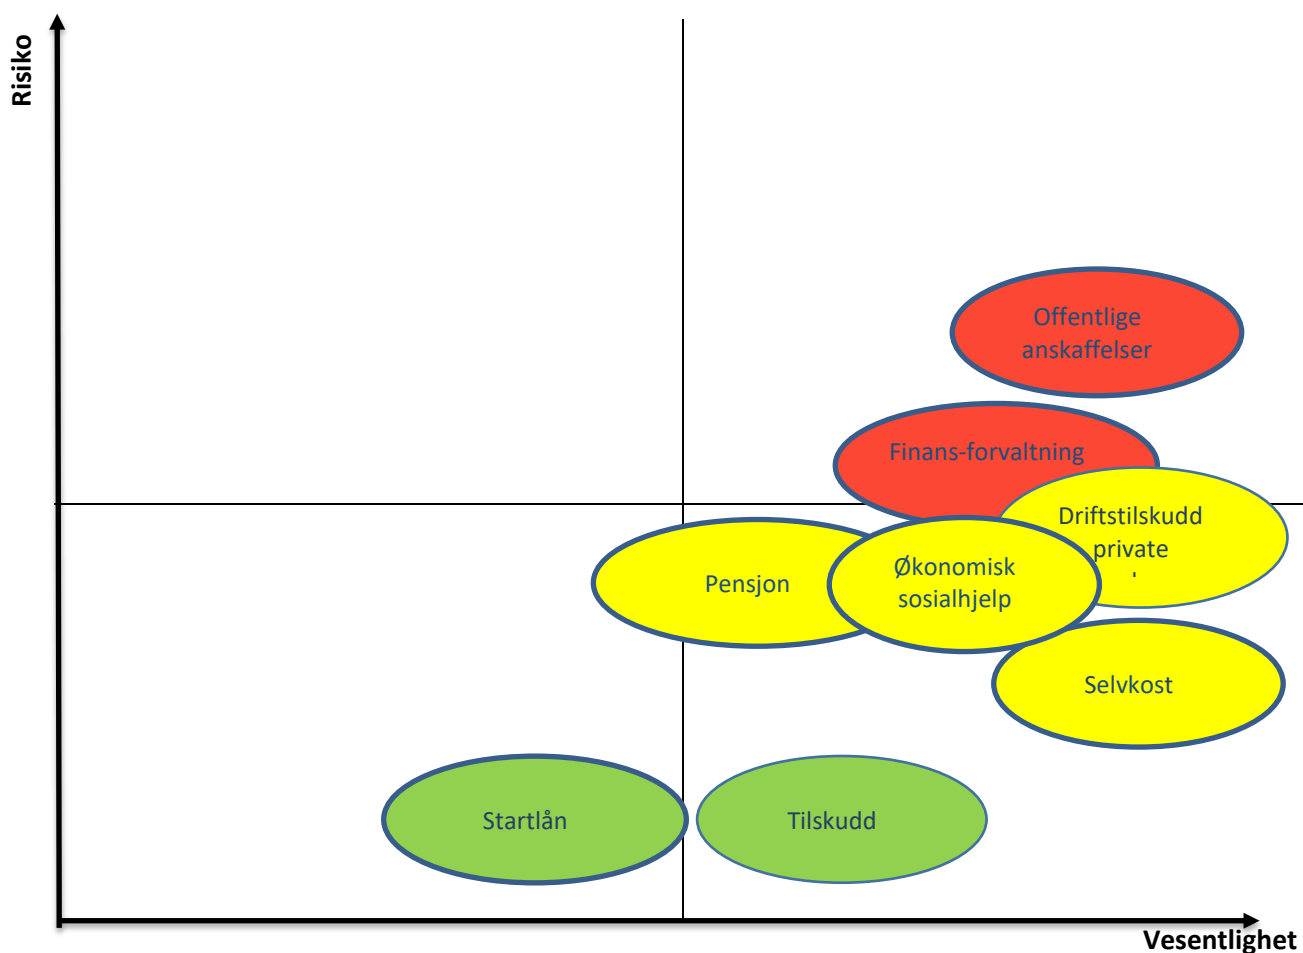 Risiko
Offentlige
anskaffelser
Finans-forvaltning
Driftstilskudd
private
Økonomisk
sosialhjelp
Pensjon
Selvkost
Startlån
Tilskudd
Vesentlighet